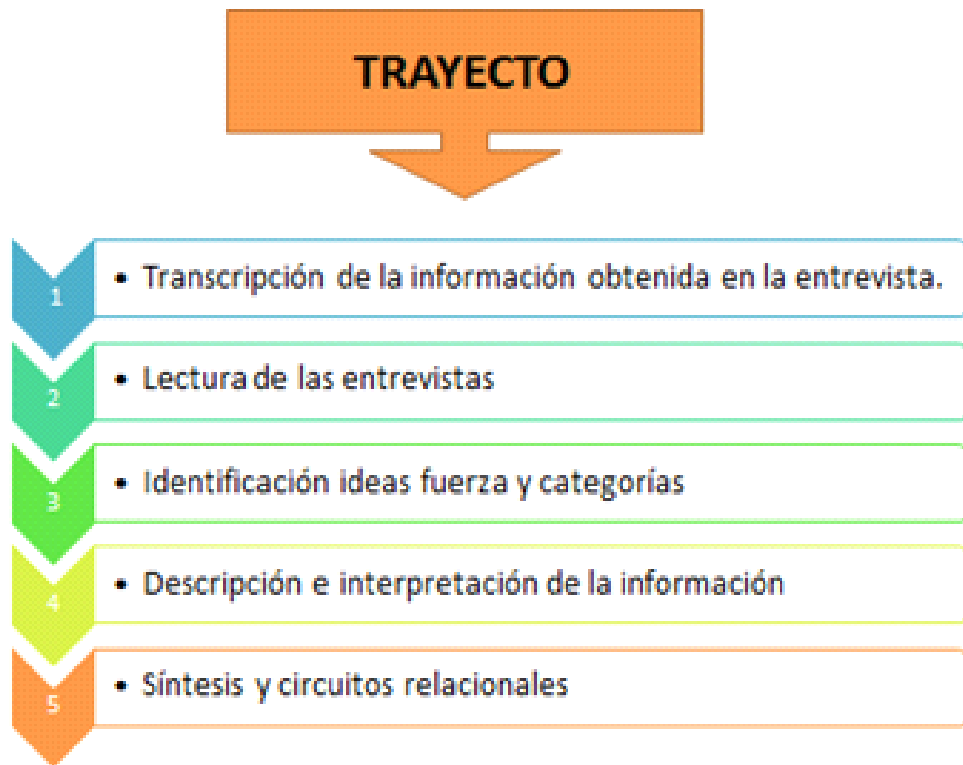 TRAYECTO
1
• Transcripción de la información obtenida en la entrevista.
2
• Lectura de las entrevistas
3
• Identificación ideas fuerza y categorías
4
• Descripción e interpretación de la información
5
• Síntesis y circuitos relacionales